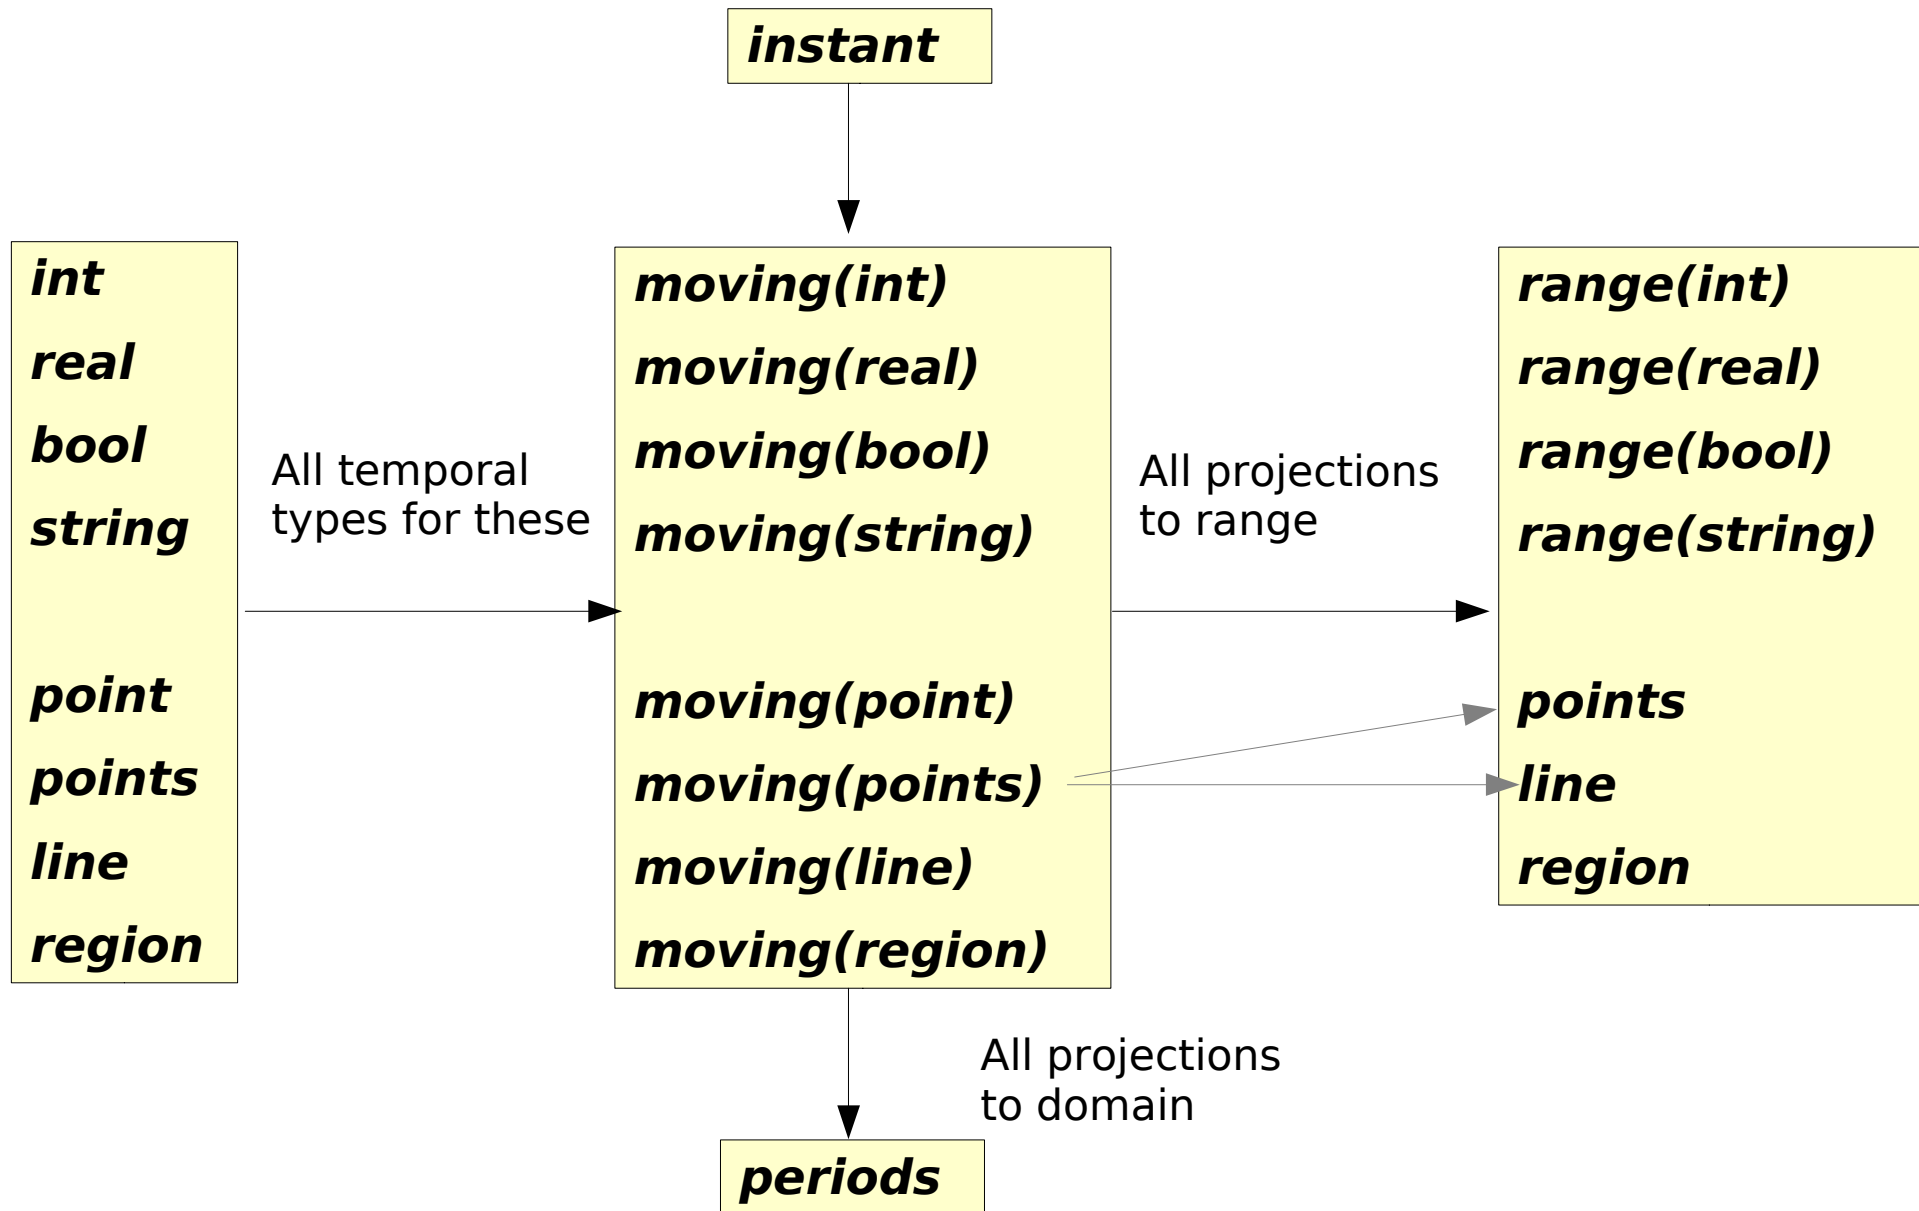 instant
int
real
bool
string
point
points
line
region
All temporal
types for these
moving(int)
moving(real)
moving(bool)
moving(string)
moving(point)
moving(points)
moving(line)
moving(region)
All projections
to range
range(int)
range(real)
range(bool)
range(string)
points
line
region
All projections
to domain
periods